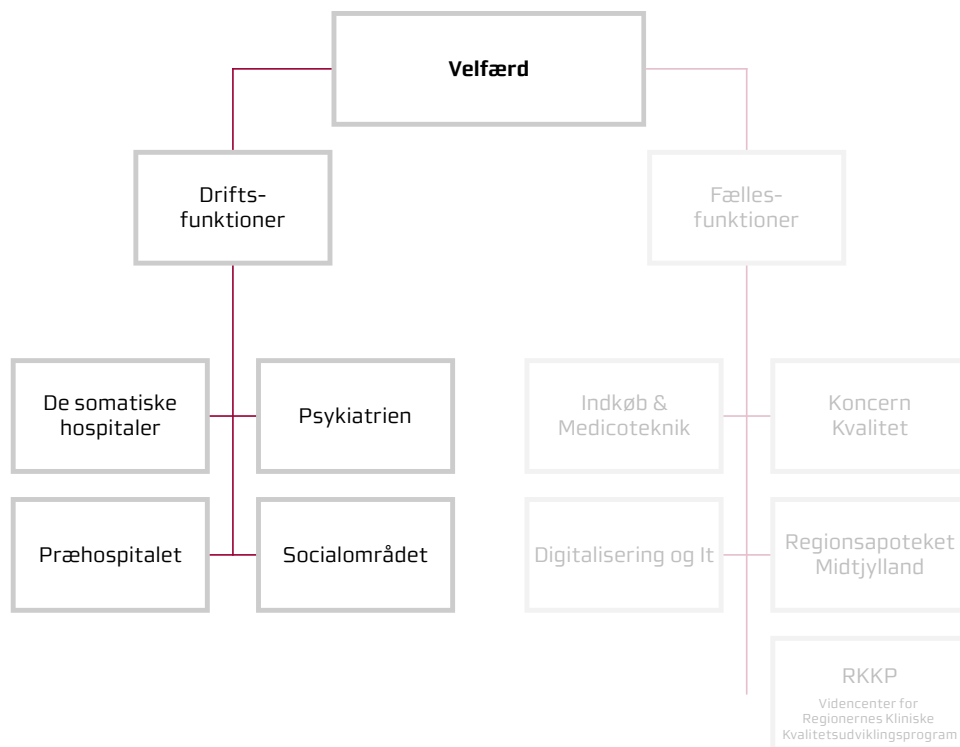 Velfærd
Drifts-
funktioner
Fælles-
funktioner
De somatiske
hospitaler
Psykiatrien
Indkøb &
Medicoteknik
Koncern
Kvalitet
Præhospitalet
Socialområdet
Digitalisering og It
Regionsapoteket
Midtjylland
RKKP
Videncenter for
Regionernes Kliniske
Kvalitetsudviklingsprogram